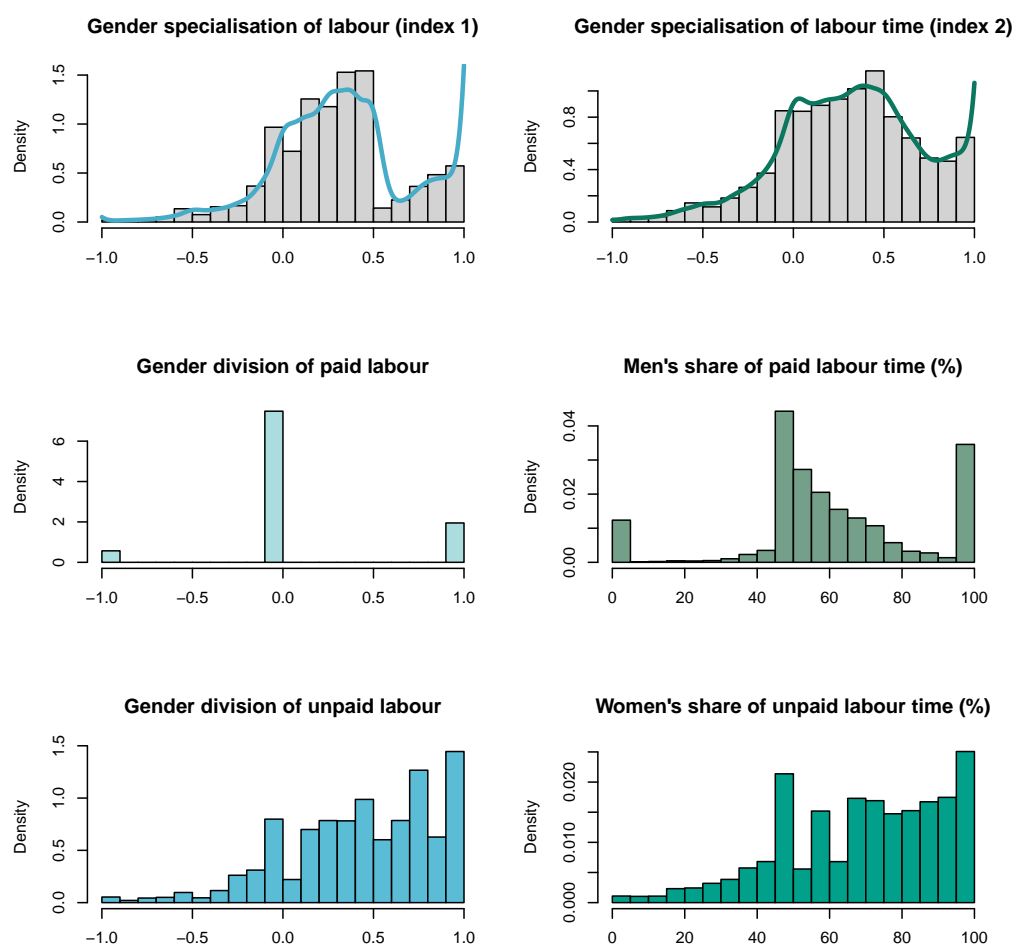 Gender specialisation of labour (index 1)
Density
0.0 0.5 1.0 1.5
−1.0 −0.5 0.0 0.5 1.0
Gender specialisation of labour time (index 2)
Density
0.0 0.4 0.8
−1.0 −0.5 0.0 0.5 1.0
Gender division of paid labour
Density
0 2 4 6
−1.0 −0.5 0.0 0.5 1.0
Men's share of paid labour time (%)
Density
0.00 0.02 0.04
0 20 40 60 80 100
Gender division of unpaid labour
Density
0.0 0.5 1.0 1.5
−1.0 −0.5 0.0 0.5 1.0
Women's share of unpaid labour time (%)
Density
0.000 0.010 0.020
0 20 40 60 80 100